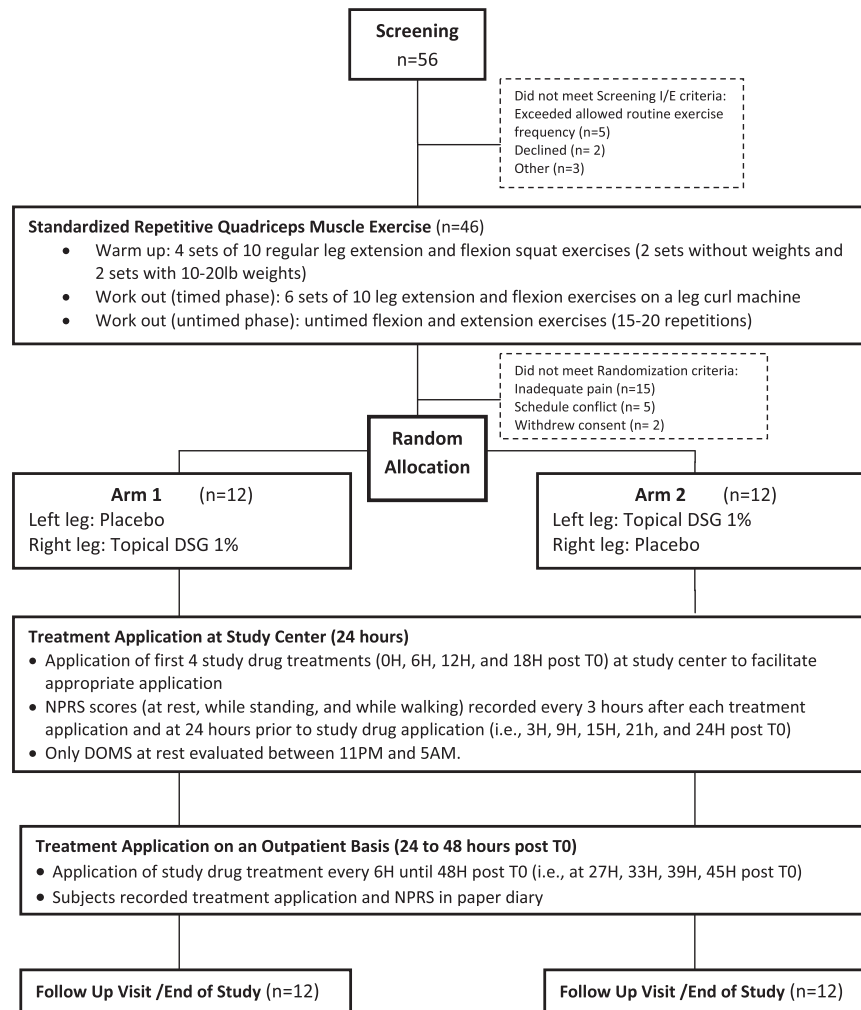 Screening
n=56
Did not meet Screening I/E criteria:
Exceeded allowed routine exercise
frequency (n=5)
Declined (n= 2)
Other (n=3)
Standardized Repetitive Quadriceps Muscle Exercise (n=46)
• Warm up: 4 sets of 10 regular leg extension and flexion squat exercises (2 sets without weights and
2 sets with 10-20lb weights)
• Work out (timed phase): 6 sets of 10 leg extension and flexion exercises on a leg curl machine
• Work out (untimed phase): untimed flexion and extension exercises (15-20 repetitions)
Did not meet Randomization criteria:
Inadequate pain (n=15)
Schedule conflict (n= 5)
Withdrew consent (n= 2)
Random
Allocation
Arm 1 (n=12)
Left leg: Placebo
Right leg: Topical DSG 1%
Arm 2 (n=12)
Left leg: Topical DSG 1%
Right leg: Placebo
Treatment Application at Study Center (24 hours)
• Application of first 4 study drug treatments (0H, 6H, 12H, and 18H post T0) at study center to facilitate
appropriate application
• NPRS scores (at rest, while standing, and while walking) recorded every 3 hours after each treatment
application and at 24 hours prior to study drug application (i.e., 3H, 9H, 15H, 21h, and 24H post T0)
• Only DOMS at rest evaluated between 11PM and 5AM.
Treatment Application on an Outpatient Basis (24 to 48 hours post T0)
• Application of study drug treatment every 6H until 48H post T0 (i.e., at 27H, 33H, 39H, 45H post T0)
• Subjects recorded treatment application and NPRS in paper diary
Follow Up Visit /End of Study (n=12)
Follow Up Visit /End of Study (n=12)